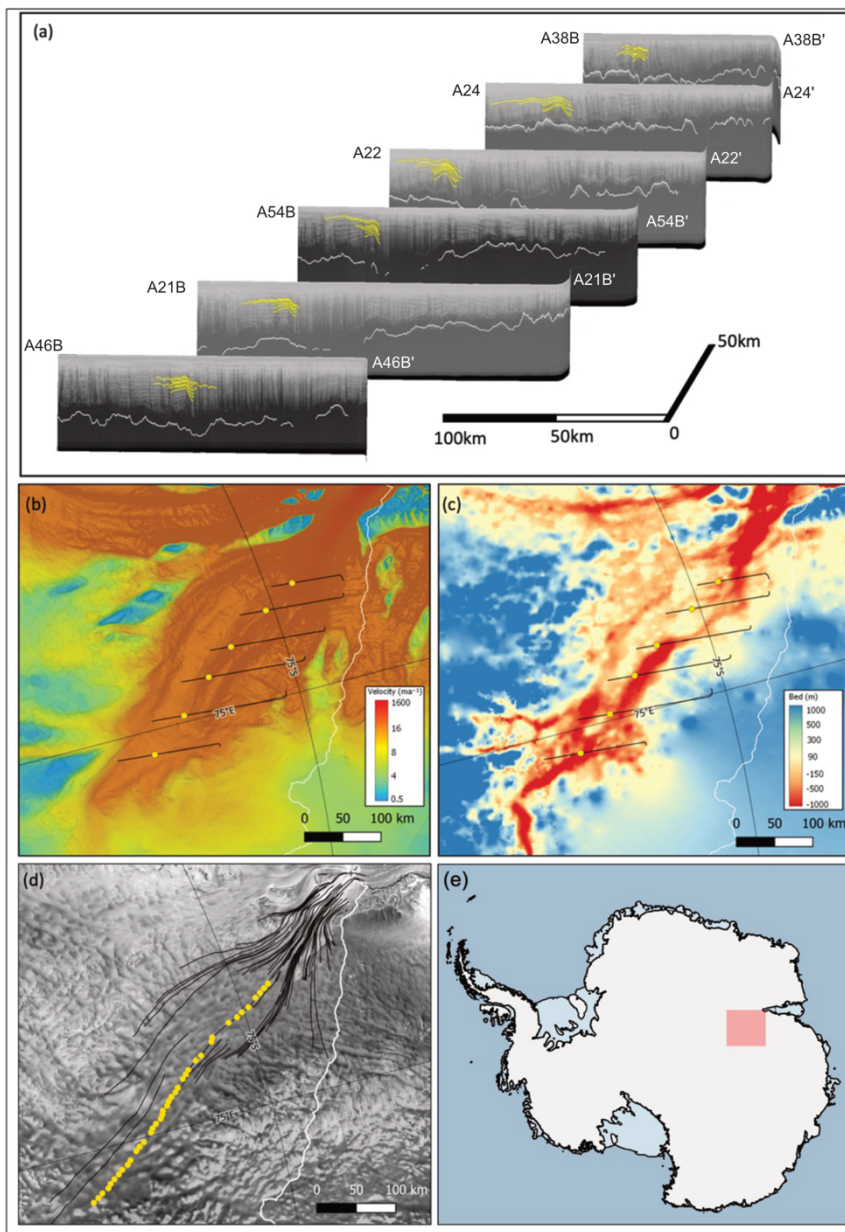 (a)
A38B
A38B'
A24
A24'
A22
A22'
A54B
A54B'
A21B
A21B'
A46B
A46B'
50km
100km
50km
0
(b)
75°S
75°E
Velocity (ma⁻¹)
1600
16
8
4
0.5
0 50 100 km
(c)
75°S
75°E
Bed (m)
1000
500
300
90
-150
-500
-1000
0 50 100 km
(d)
75°S
75°E
0 50 100 km
(e)